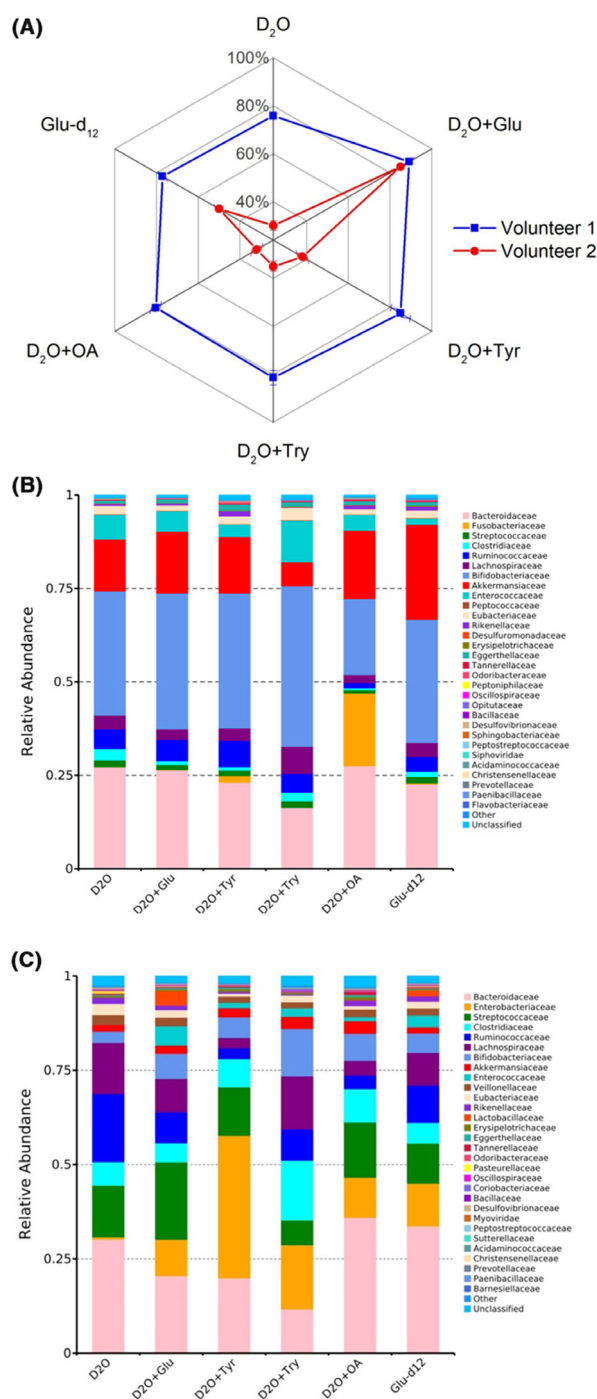 (A)
D2O
100%
80%
60%
40%
Glu-d12
D2O+Glu
Volunteer 1
Volunteer 2
D2O+OA
D2O+Tyr
D2O+Try
(B)
Relative Abundance
1
0.75
0.5
0.25
0
D2O
D2O+Glu
D2O+Tyr
D2O+Try
D2O+OA
Glu-d12
Bacteroidaceae
Fusobacteriaceae
Streptococcaceae
Clostridiaceae
Ruminococcaceae
Lachnospiraceae
Bifidobacteriaceae
Akkermansiaceae
Enterococcaceae
Peptococcaceae
Eubacteriaceae
Rikenellaceae
Desulfuromonadaceae
Erysipelotrichaceae
Eggerthellaceae
Tannerellaceae
Odoribacteraceae
Peptoniphilaceae
Oscillospiraceae
Opitutaceae
Bacillaceae
Desulfovibrionaceae
Sphingobacteriaceae
Peptostreptococcaceae
Siphoviridae
Acidaminococcaceae
Christensenellaceae
Prevotellaceae
Paenibacillaceae
Flavobacteriaceae
Other
Unclassified
(C)
Relative Abundance
1
0.75
0.5
0.25
0
D2O
D2O+Glu
D2O+Tyr
D2O+Try
D2O+OA
Glu-d12
Bacteroidaceae
Enterobacteriaceae
Streptococcaceae
Clostridiaceae
Ruminococcaceae
Lachnospiraceae
Bifidobacteriaceae
Akkermansiaceae
Enterococcaceae
Veillonellaceae
Eubacteriaceae
Rikenellaceae
Lactobacillaceae
Erysipelotrichaceae
Eggerthellaceae
Tannerellaceae
Odoribacteraceae
Pasteurellaceae
Oscillospiraceae
Coriobacteriaceae
Bacillaceae
Desulfovibrionaceae
Myoviridae
Peptostreptococcaceae
Sutterellaceae
Acidaminococcaceae
Christensenellaceae
Prevotellaceae
Paenibacillaceae
Barnesiellaceae
Other
Unclassified